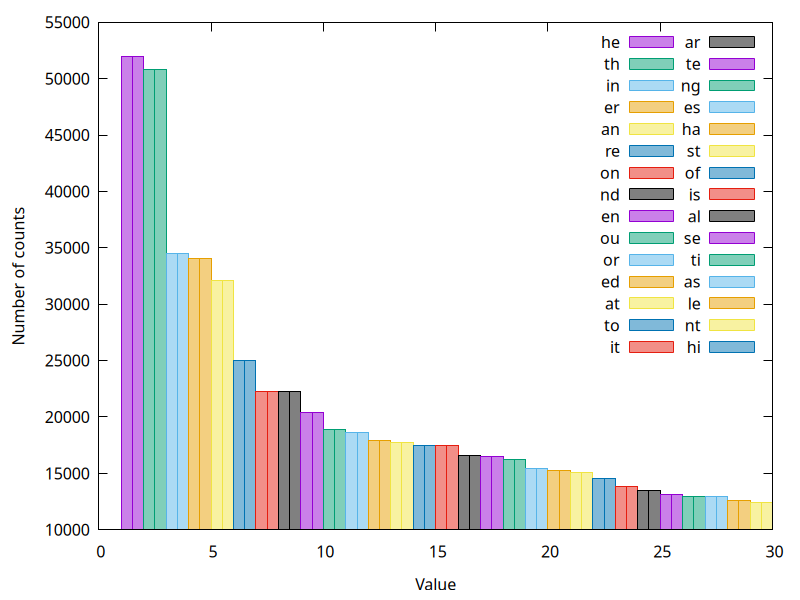 55000
50000
45000
40000
35000
30000
25000
20000
15000
10000
Number of counts
he ar
th te
in ng
er es
an ha
re st
on of
nd is
en al
ou se
or ti
ed as
at le
to nt
it hi
0 5 10 15 20 25 30
Value